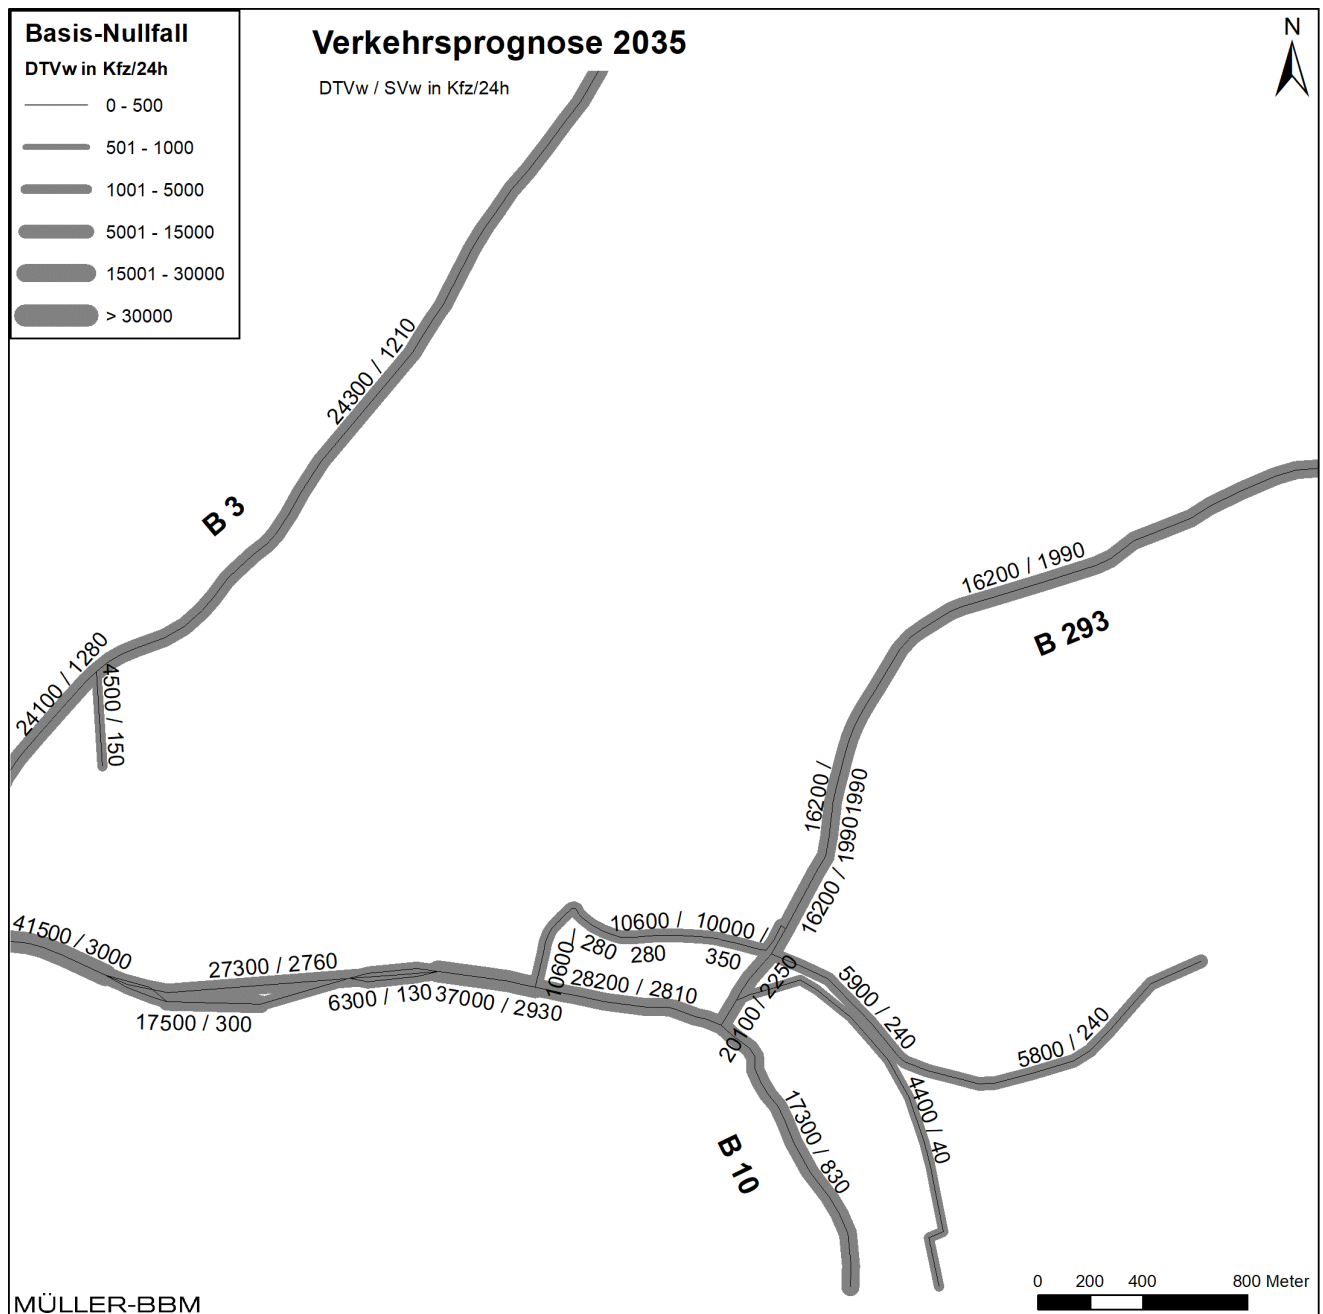 Basis-Nullfall
DTVw in Kfz/24h
0 - 500
501 - 1000
1001 - 5000
5001 - 15000
15001 - 30000
> 30000
Verkehrsprognose 2035
DTVw / SVw in Kfz/24h
N
24300 / 1210
B 3
24100 / 1280
4500 / 150
16200 / 1990
B 293
16200 /
1990
16200 / 1990
41500 / 3000
27300 / 2760
17500 / 300
6300 / 130
37000 / 2930
10600 /
280
10600 /
280
10000 /
350
28200 / 2810
20100 / 2250
5900 / 240
5800 / 240
4400 / 40
17300 / 830
B 10
0 200 400 800 Meter
MÜLLER-BBM